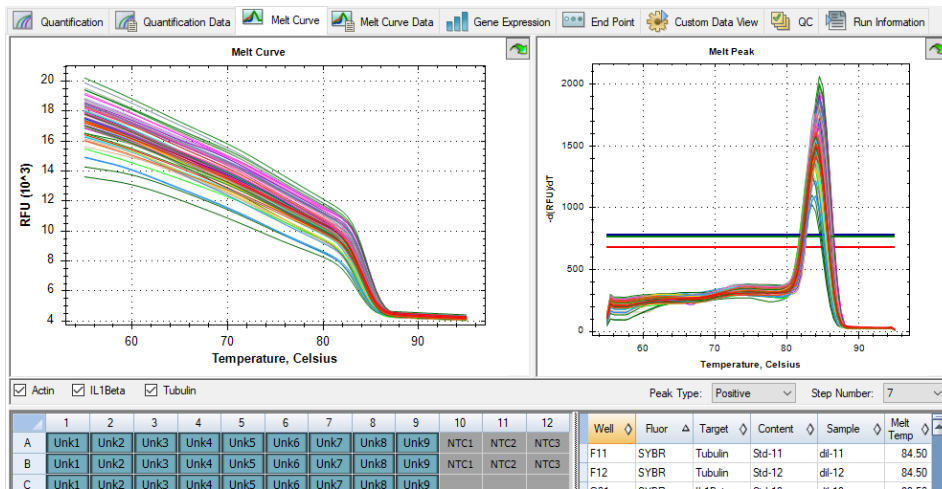 Quantification Quantification Data Melt Curve Melt Curve Data Gene Expression End Point Custom Data View QC Run Information
Melt Curve
20
18
16
14
12
10
8
6
4
RFU (10^3)
60 70 80 90
Temperature, Celsius
Melt Peak
2000
1500
1000
500
0
-d(RFU)/dT
60 70 80 90
Temperature, Celsius
Actin IL1Beta Tubulin Peak Type: Positive Step Number: 7
1 2 3 4 5 6 7 8 9 10 11 12
A Unk1 Unk2 Unk3 Unk4 Unk5 Unk6 Unk7 Unk8 Unk9 NTC1 NTC2 NTC3
B Unk1 Unk2 Unk3 Unk4 Unk5 Unk6 Unk7 Unk8 Unk9 NTC1 NTC2 NTC3
C Unk1 Unk2 Unk3 Unk4 Unk5 Unk6 Unk7 Unk8 Unk9
Well Fluor Target Content Sample Melt Temp
F11 SYBR Tubulin Std-11 dil-11 84.50
F12 SYBR Tubulin Std-12 dil-12 84.50